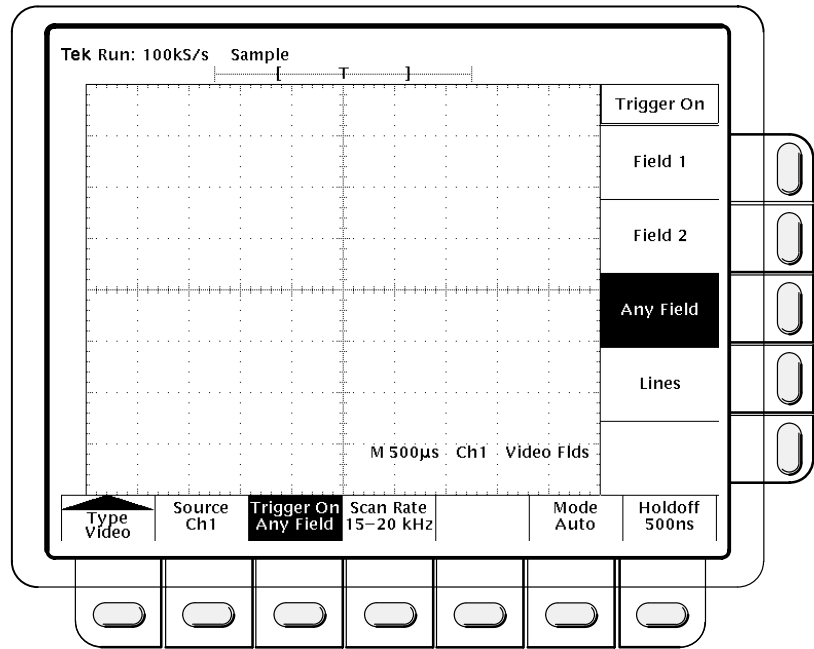 Tek Run: 100kS/s Sample
[ T ]
Trigger On
Field 1
Field 2
Any Field
Lines
M 500µs Ch1 Video Flds
Type
Video
Source
Ch1
Trigger On
Any Field
Scan Rate
15–20 kHz
Mode
Auto
Holdoff
500ns